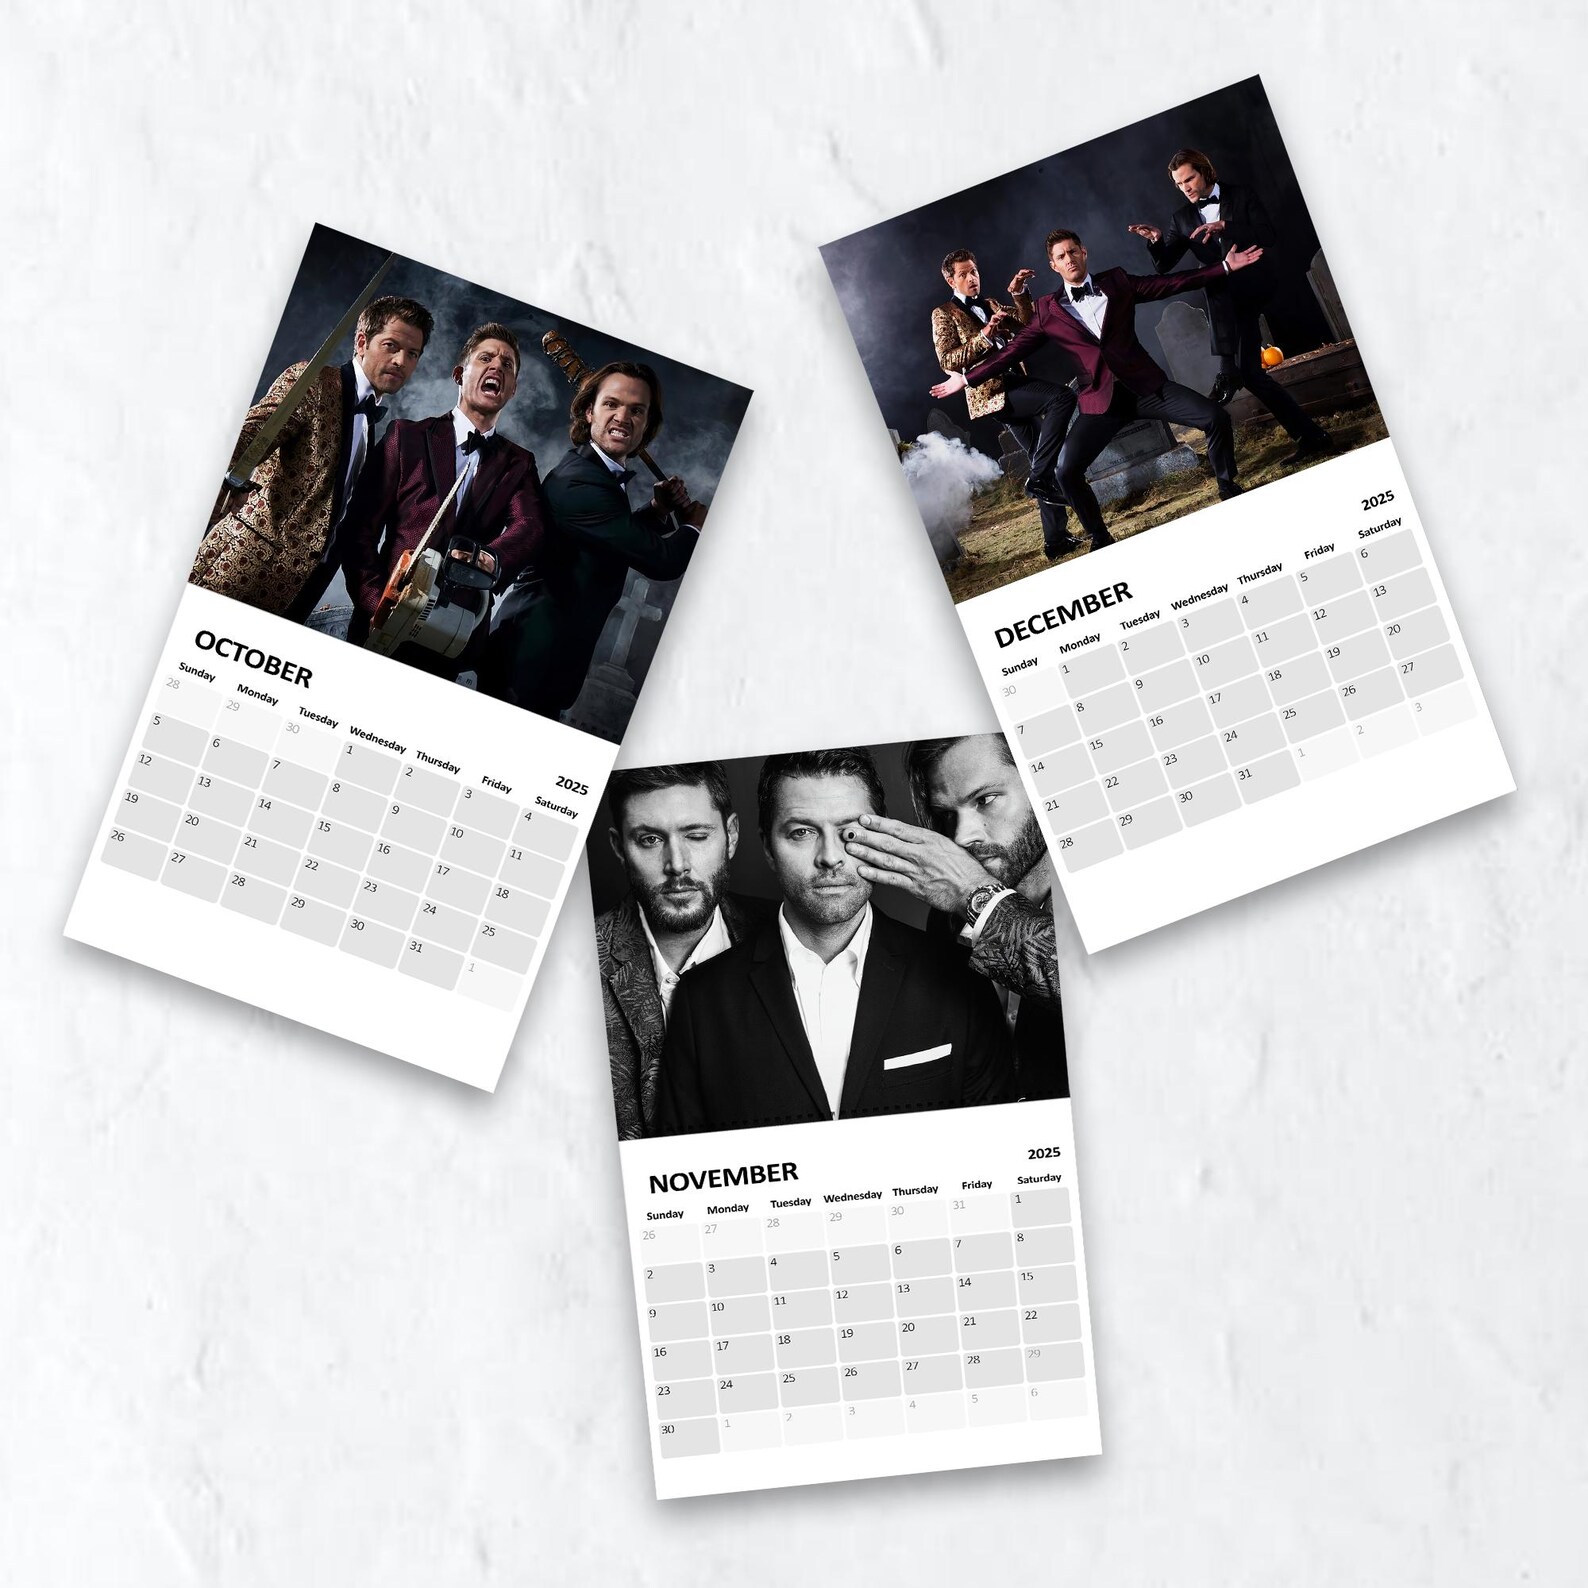 OCTOBER
2025
Sunday Monday Tuesday Wednesday Thursday Friday Saturday
28 29 30 1 2 3 4
5 6 7 8 9 10 11
12 13 14 15 16 17 18
19 20 21 22 23 24 25
26 27 28 29 30 31 1
DECEMBER
2025
Sunday Monday Tuesday Wednesday Thursday Friday Saturday
30 1 2 3 4 5 6
7 8 9 10 11 12 13
14 15 16 17 18 19 20
21 22 23 24 25 26 27
28 29 30 31 1 2 3
NOVEMBER
2025
Sunday Monday Tuesday Wednesday Thursday Friday Saturday
26 27 28 29 30 31 1
2 3 4 5 6 7 8
9 10 11 12 13 14 15
16 17 18 19 20 21 22
23 24 25 26 27 28 29
30 1 2 3 4 5 6